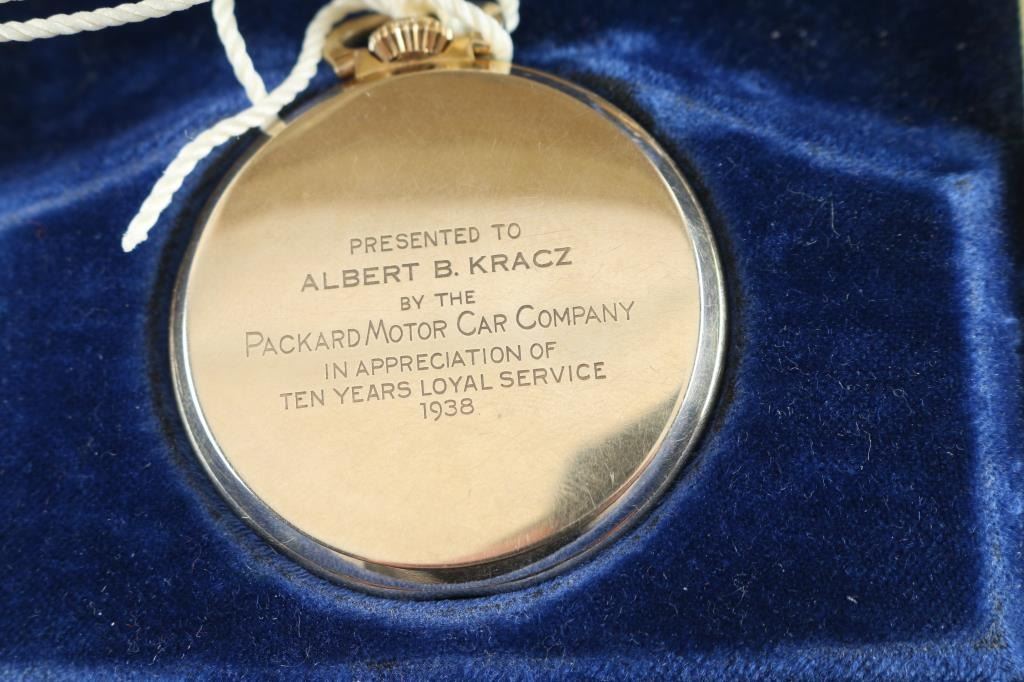 PRESENTED TO
ALBERT B. KRACZ
BY THE
PACKARD MOTOR CAR COMPANY
IN APPRECIATION OF
TEN YEARS LOYAL SERVICE
1938